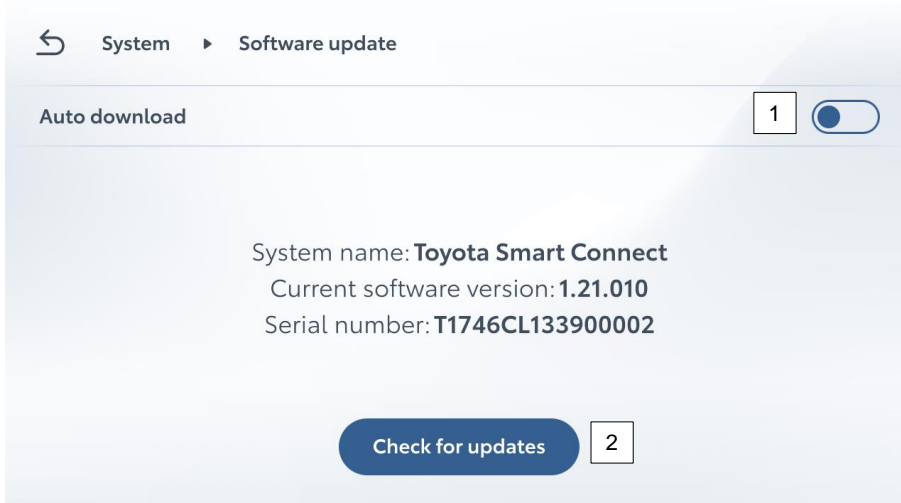 System ▸ Software update
Auto download
1
System name: Toyota Smart Connect
Current software version: 1.21.010
Serial number: T1746CL133900002
Check for updates
2